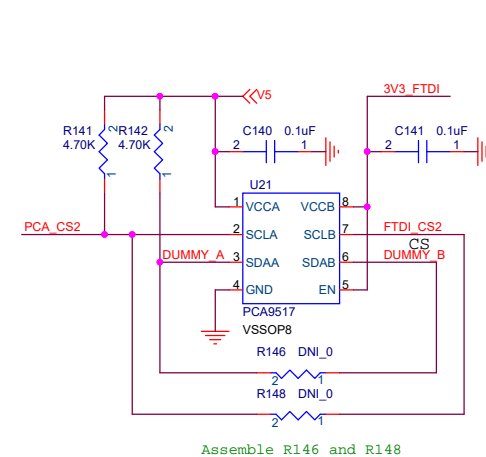 V5
3V3_FTDI
R141
4.70K
2
1
R142
4.70K
2
1
C140 0.1uF
2 1
C141 0.1uF
2 1
U21
1 VCCA VCCB 8
PCA_CS2
2 SCLA SCLB 7
FTDI_CS2
CS
DUMMY_A
3 SDAA SDAB 6
DUMMY_B
4 GND EN 5
PCA9517
VSSOP8
R146 DNI_0
2 1
R148 DNI_0
2 1
Assemble R146 and R148